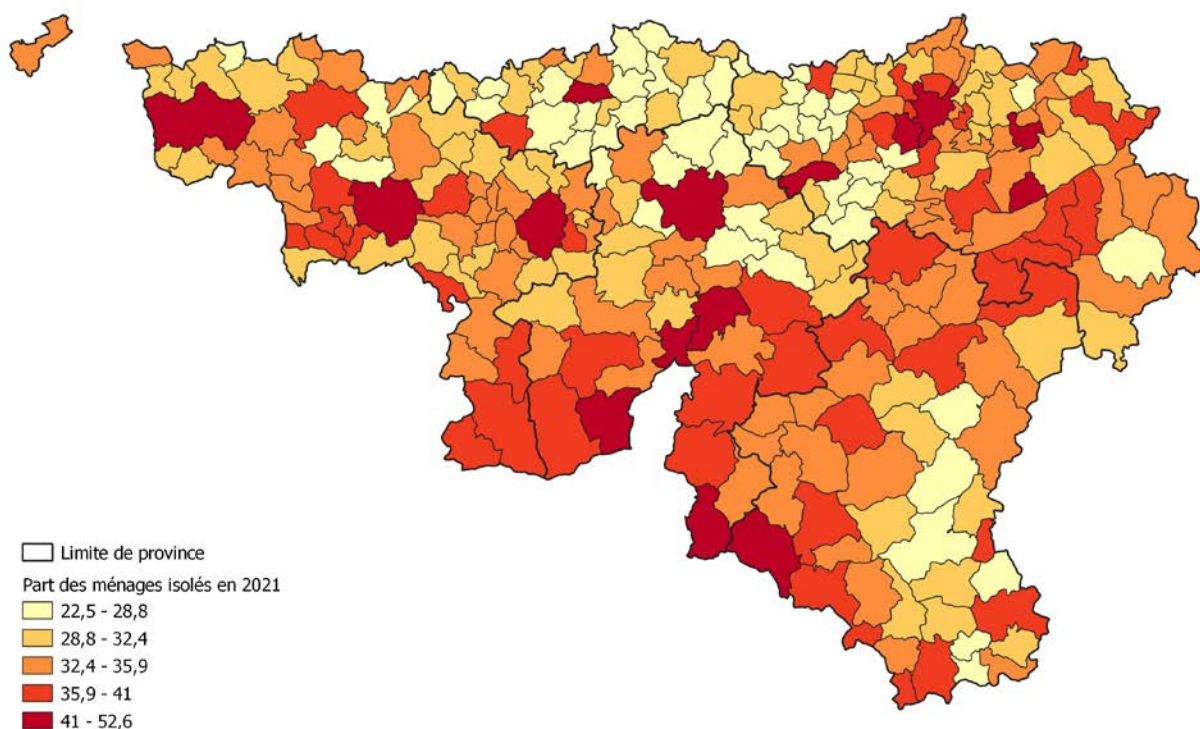 Limite de province
Part des ménages isolés en 2021
22,5 - 28,8
28,8 - 32,4
32,4 - 35,9
35,9 - 41
41 - 52,6